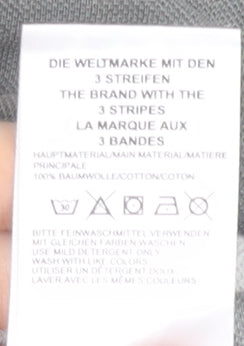 DIE WELTMARKE MIT DEN
3 STREIFEN
THE BRAND WITH THE
3 STRIPES
LA MARQUE AUX
3 BANDES
HAUPTMATERIAL/MAIN MATERIAL/MATIERE
PRINCIPALE
100% BAUMWOLLE/COTTON/COTON
30
BITTE FEINWASCHMITTEL VERWENDEN
MIT GLEICHEN FARBEN WASCHEN
USE MILD DETERGENT ONLY
WASH WITH LIKE COLORS
UTILISER UN DÉTERGENT DOUX
LAVER AVEC LES MÊMES COULEURS